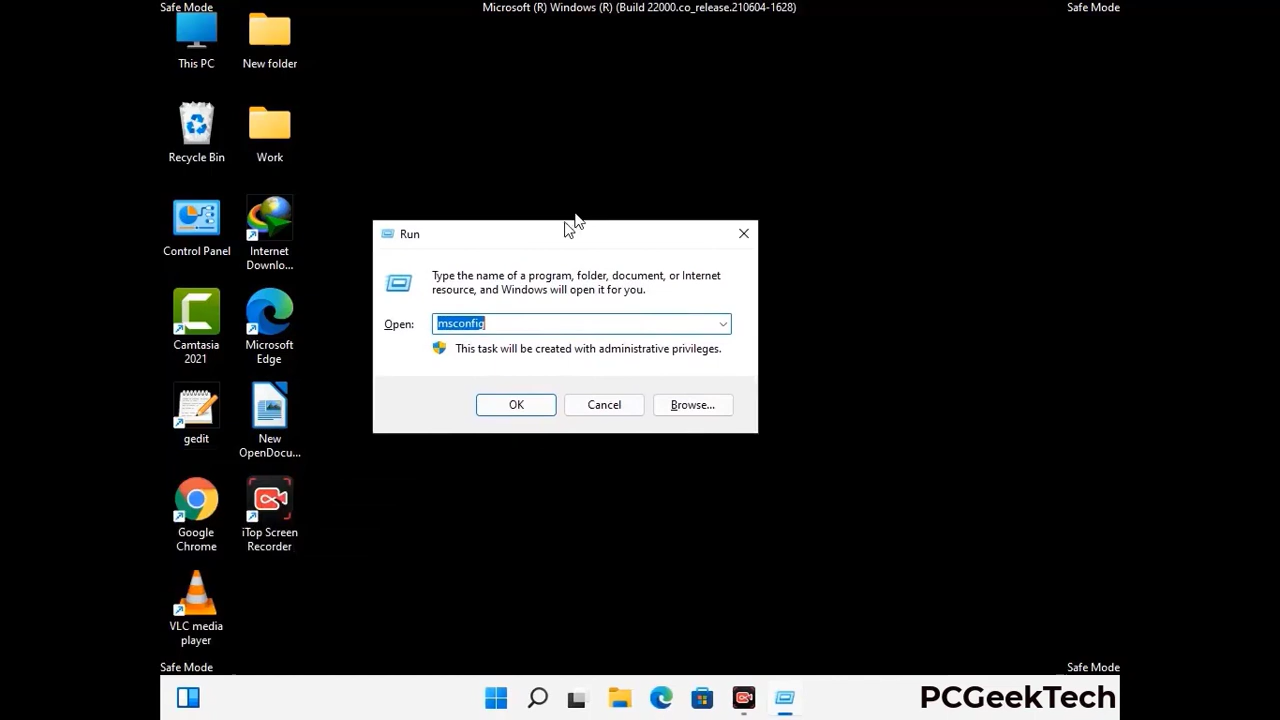 Safe Mode
Microsoft (R) Windows (R) (Build 22000.co_release.210604-1628)
Safe Mode
This PC
New folder
Recycle Bin
Work
Control Panel
Internet
Downlo...
Camtasia
2021
Microsoft
Edge
gedit
New
OpenDocu...
Google
Chrome
iTop Screen
Recorder
VLC media
player
Run
Type the name of a program, folder, document, or Internet
resource, and Windows will open it for you.
Open:
msconfig
This task will be created with administrative privileges.
OK
Cancel
Browse...
Safe Mode
Safe Mode
PCGeekTech